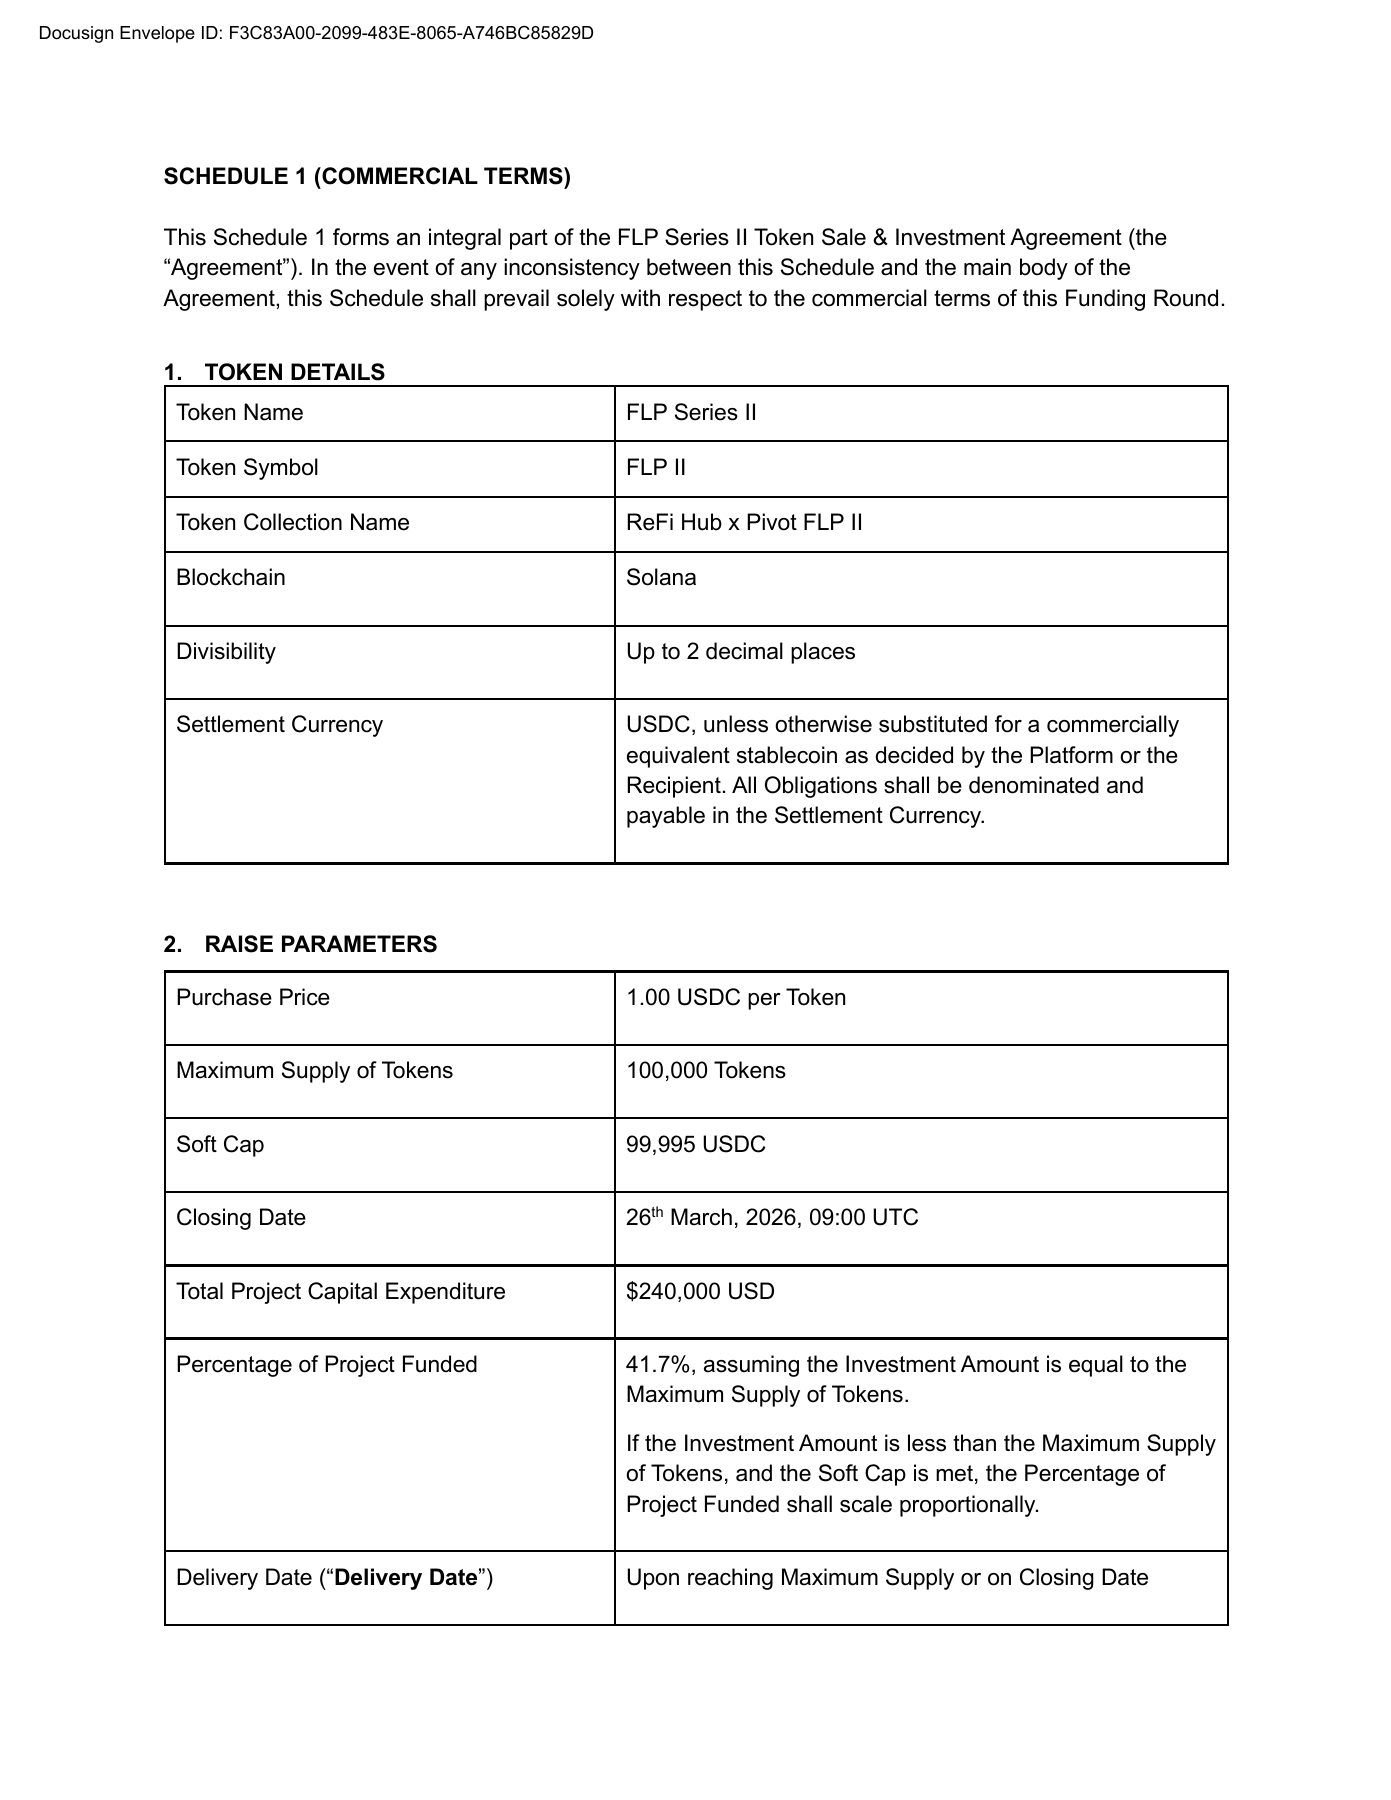 Docusign Envelope ID: F3C83A00-2099-483E-8065-A746BC85829D
SCHEDULE 1 (COMMERCIAL TERMS)
This Schedule 1 forms an integral part of the FLP Series II Token Sale & Investment Agreement (the
“Agreement”). In the event of any inconsistency between this Schedule and the main body of the
Agreement, this Schedule shall prevail solely with respect to the commercial terms of this Funding Round.
1. TOKEN DETAILS
Token Name
FLP Series II
Token Symbol
FLP II
Token Collection Name
ReFi Hub x Pivot FLP II
Blockchain
Solana
Divisibility
Up to 2 decimal places
Settlement Currency
USDC, unless otherwise substituted for a commercially
equivalent stablecoin as decided by the Platform or the
Recipient. All Obligations shall be denominated and
payable in the Settlement Currency.
2. RAISE PARAMETERS
Purchase Price
1.00 USDC per Token
Maximum Supply of Tokens
100,000 Tokens
Soft Cap
99,995 USDC
Closing Date
26th March, 2026, 09:00 UTC
Total Project Capital Expenditure
$240,000 USD
Percentage of Project Funded
41.7%, assuming the Investment Amount is equal to the
Maximum Supply of Tokens.
If the Investment Amount is less than the Maximum Supply
of Tokens, and the Soft Cap is met, the Percentage of
Project Funded shall scale proportionally.
Delivery Date (“Delivery Date”)
Upon reaching Maximum Supply or on Closing Date